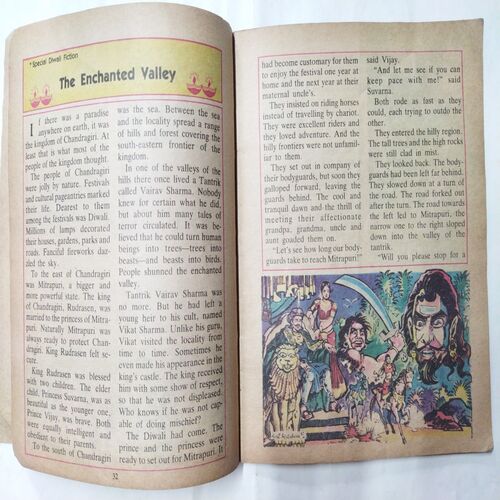 * Special Diwali Fiction
The Enchanted Valley
If there was a paradise
anywhere on earth, it was
the kingdom of Chandragiri. At
least that is what most of the
people of the kingdom thought.
The people of Chandragiri
were jolly by nature. Festivals
and cultural pageantries marked
their life. Dearest to them
among the festivals was Diwali.
Millions of lamps decorated
their houses, gardens, parks and
roads. Fanciful fireworks daz-
zled the sky.
To the east of Chandragiri
was Mitrapuri, a bigger and
more powerful state. The king
of Chandragiri, Rudrasen, was
married to the princess of Mitra-
puri. Naturally Mitrapuri was
always ready to protect Chan-
dragiri. King Rudrasen felt se-
cure.
King Rudrasen was blessed
with two children. The elder
child, Princess Suvarna, was as
beautiful as the younger one,
Prince Vijay, was brave. Both
were equally intelligent and
obedient to their parents.
To the south of Chandragiri
was the sea. Between the sea
and the locality spread a range
of hills and forest covering the
south-eastern frontier of the
kingdom.
In one of the valleys of the
hills there once lived a Tantrik
called Vairav Sharma. Nobody
knew for certain what he did,
but about him many tales of
terror circulated. It was be-
lieved that he could turn human
beings into trees—trees into
beasts—and beasts into birds.
People shunned the enchanted
valley.
Tantrik Vairav Sharma was
no more. But he had left a
young heir to his cult, named
Vikat Sharma. Unlike his guru,
Vikat visited the locality from
time to time. Sometimes he
even made his appearance in the
king's castle. The king received
him with some show of respect,
so that he was not displeased.
Who knows if he was not cap-
able of doing mischief?
The Diwali had come. The
prince and the princess were
ready to set out for Mitrapuri. It
32
had become customary for them
to enjoy the festival one year at
home and the next year at their
maternal uncle's.
They insisted on riding horses
instead of travelling by chariot.
They were excellent riders and
they loved adventure. And the
hilly frontiers were not unfamil-
iar to them.
They set out in company of
their bodyguards, but soon they
galloped forward, leaving the
guards behind. The cool and
tranquil dawn and the thrill of
meeting their affectionate
grandpa, grandma, uncle and
aunt goaded them on.
"Let's see how long our body-
guards take to reach Mitrapuri!"
said Vijay.
"And let me see if you can
keep pace with me!" said
Suvarna.
Both rode as fast as they
could, each trying to outdo the
other.
They entered the hilly region.
The tall trees and the high rocks
were still clad in mist.
They looked back. The body-
guards had been left far behind.
They slowed down at a turn of
the road. The road forked out
after the turn. The road towards
the left led to Mitrapuri, the
narrow one to the right sloped
down into the valley of the
tantrik.
"Will you please stop for a